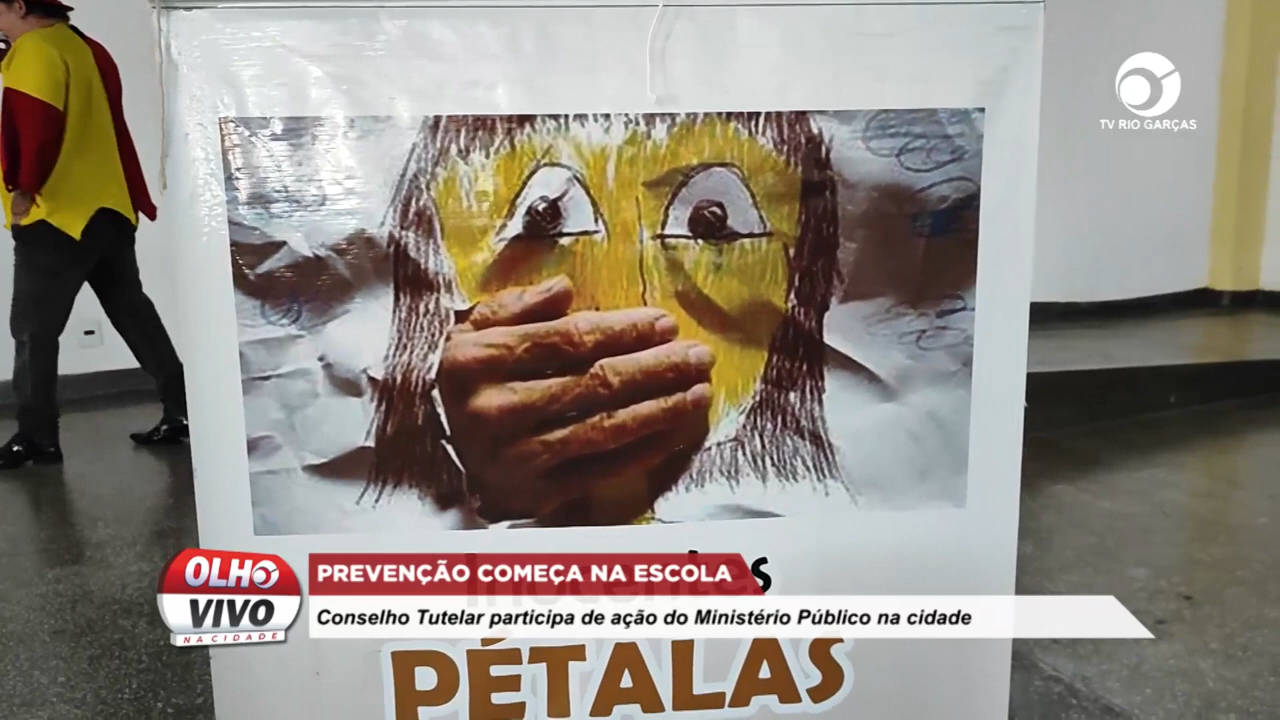 TV RIO GARÇAS
Inocentes
PÉTALAS
OLHO
VIVO
NA CIDADE
PREVENÇÃO COMEÇA NA ESCOLA
Conselho Tutelar participa de ação do Ministério Público na cidade